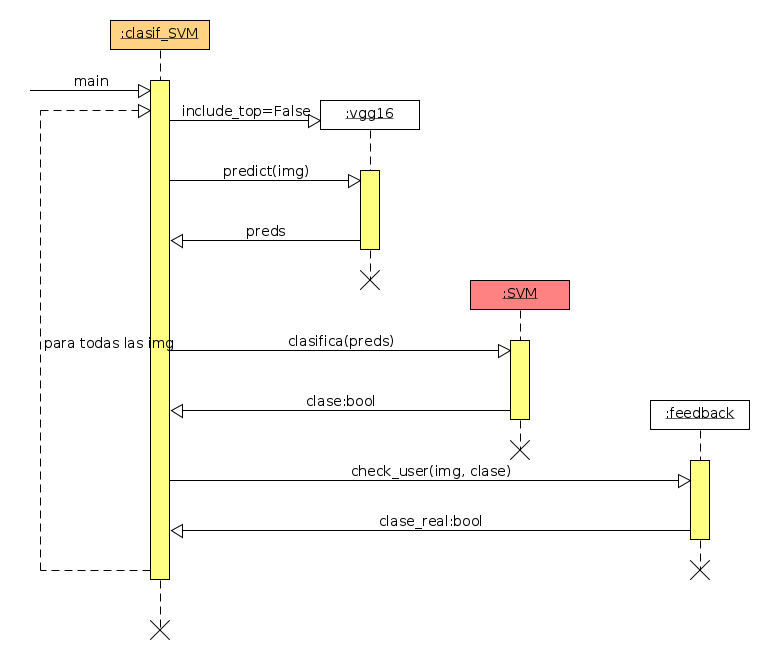 :clasif_SVM
main
include_top=False
:vgg16
predict(img)
preds
:SVM
para todas las img
clasifica(preds)
clase:bool
:feedback
check_user(img, clase)
clase_real:bool